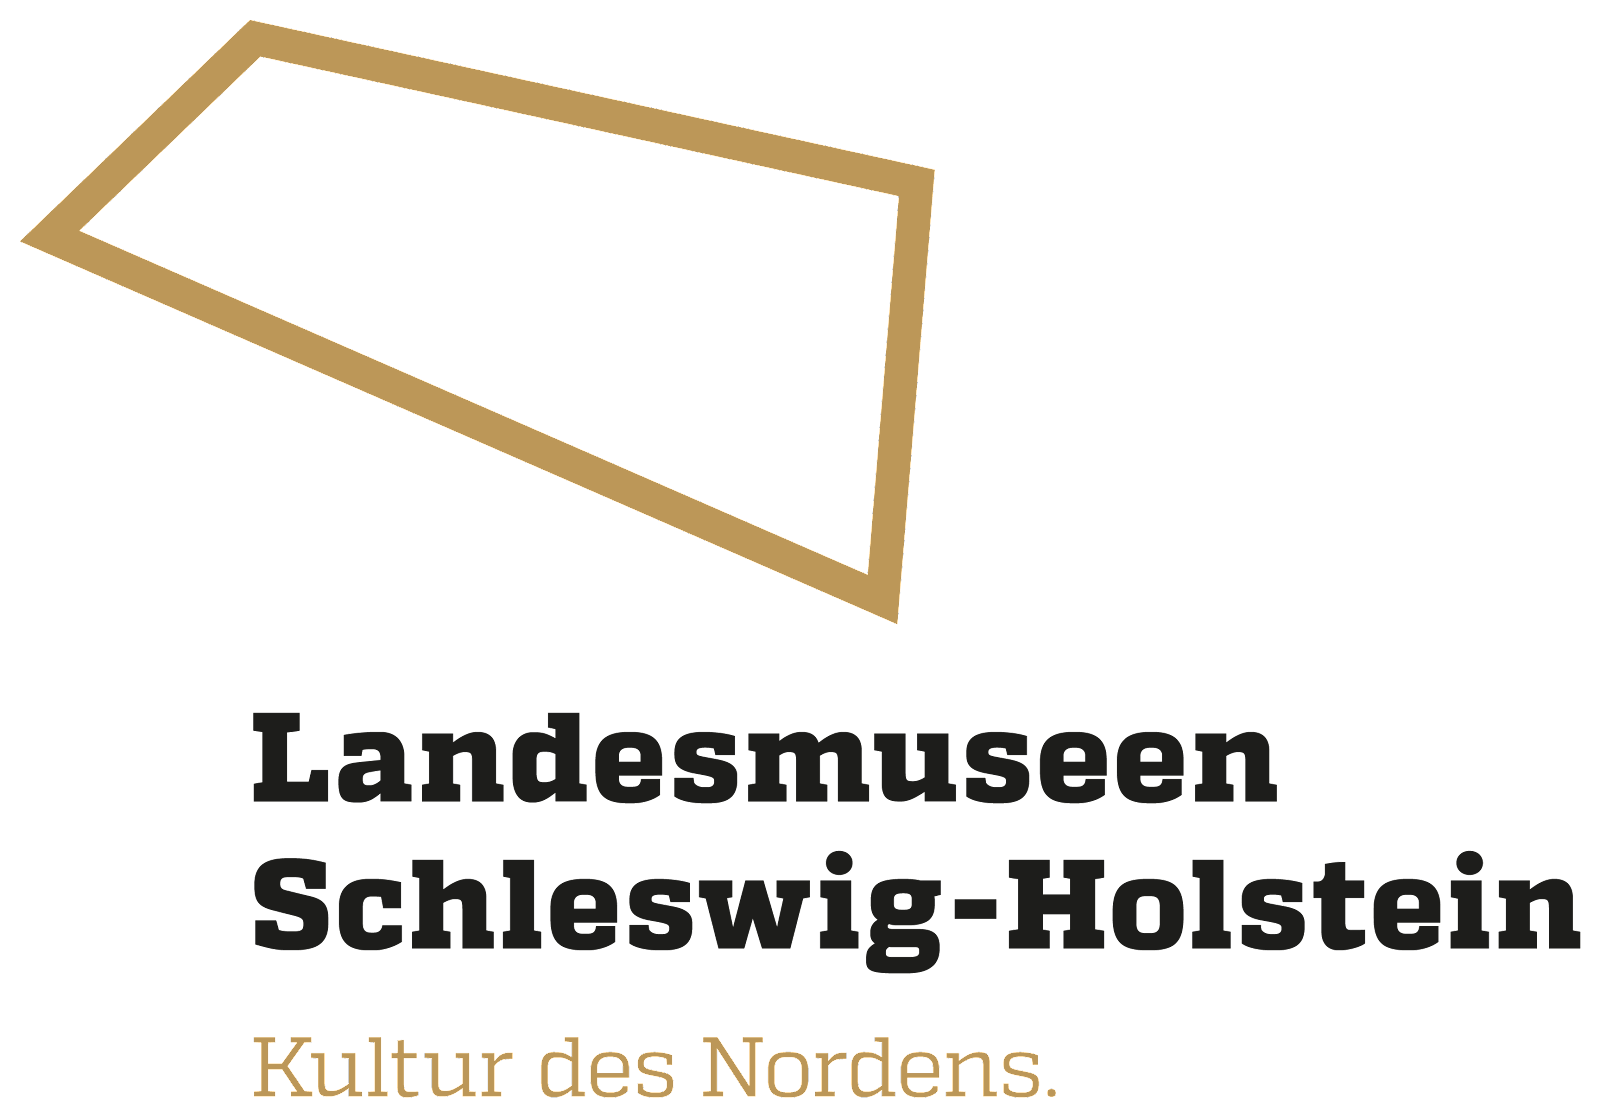 Landesmuseen
Schleswig-Holstein
Kultur des Nordens.